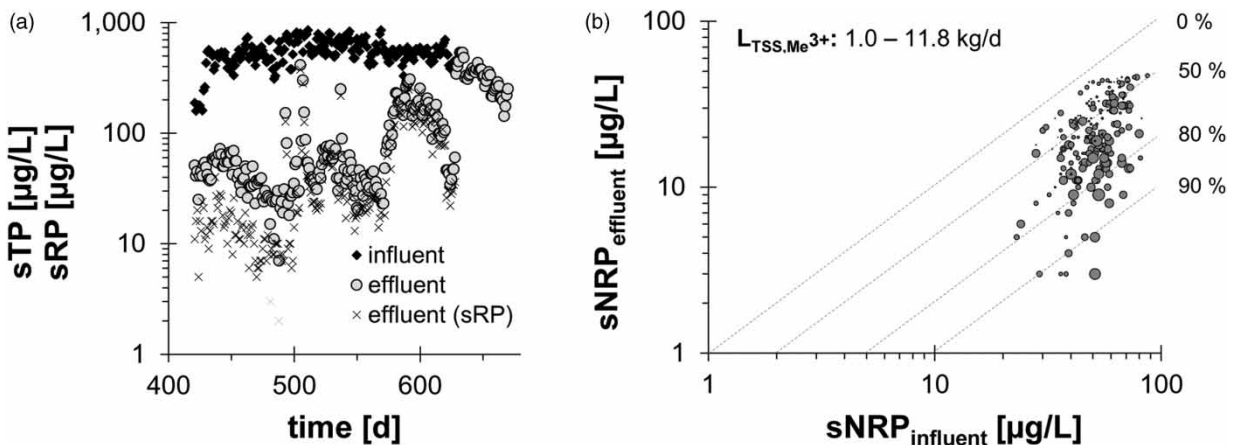 (a)
1,000
100
10
1
sTP [µg/L]
sRP [µg/L]
influent
effluent
effluent (sRP)
400 500 600
time [d]
(b)
100
10
1
sNRPeffluent [µg/L]
LTSS,Me3+: 1.0 – 11.8 kg/d
0 %
50 %
80 %
90 %
1 10 100
sNRPinfluent [µg/L]